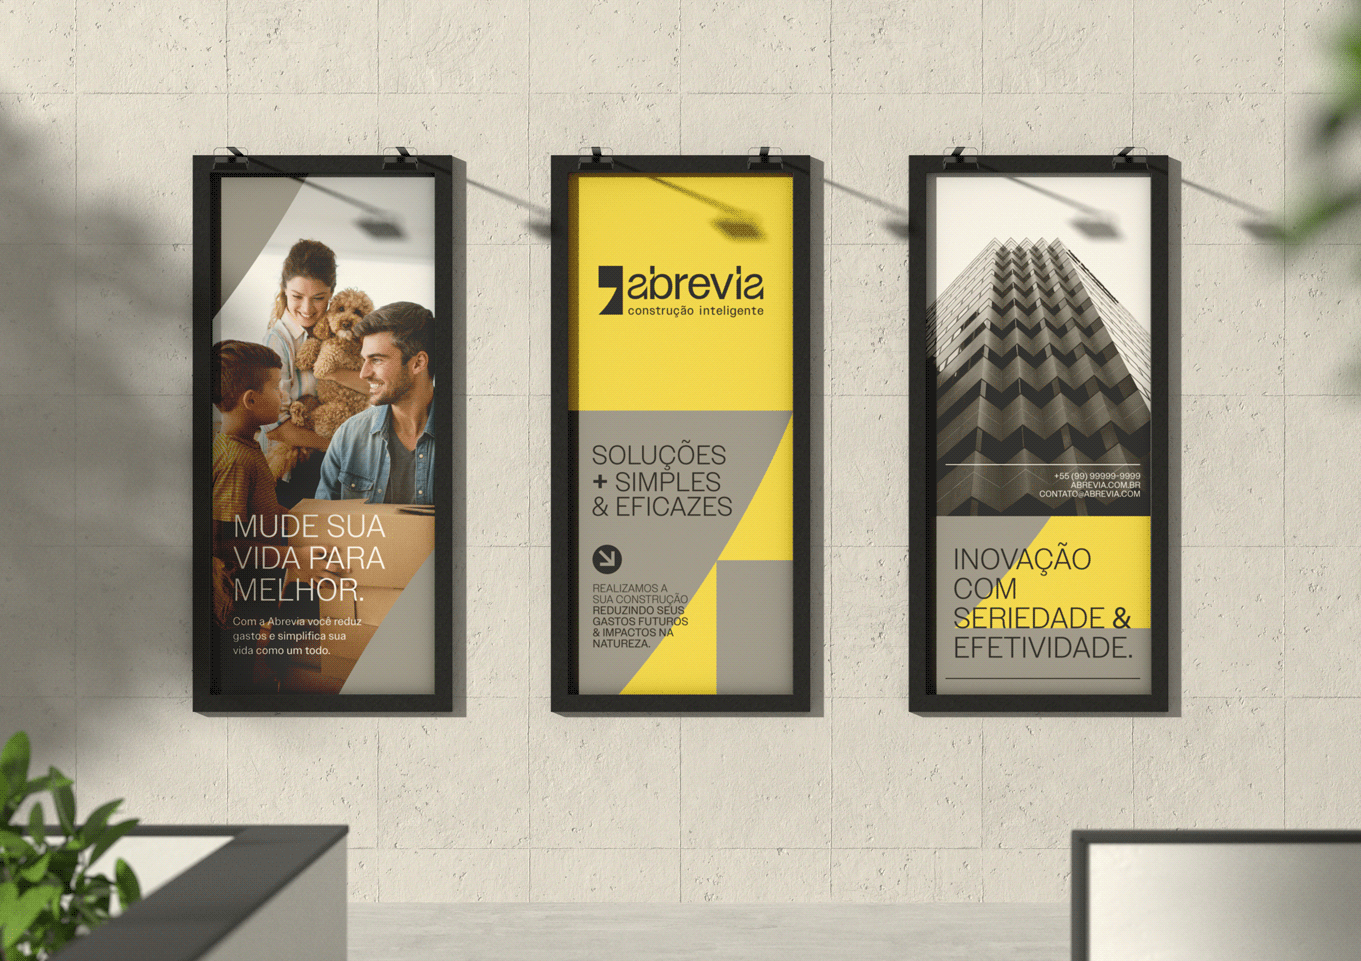 MUDE SUA
VIDA PARA
MELHOR.
Com a Abrevia você reduz
gastos e simplifica sua
vida como um todo.
abrevia
construção inteligente
SOLUÇÕES
+ SIMPLES
& EFICAZES
REALIZAMOS A
SUA CONSTRUÇÃO
REDUZINDO SEUS
GASTOS FUTUROS
& IMPACTOS NA
NATUREZA.
+55 (99) 99999-9999
ABREVIA.COM.BR
CONTATO@ABREVIA.COM
INOVAÇÃO
COM
SERIEDADE &
EFETIVIDADE.